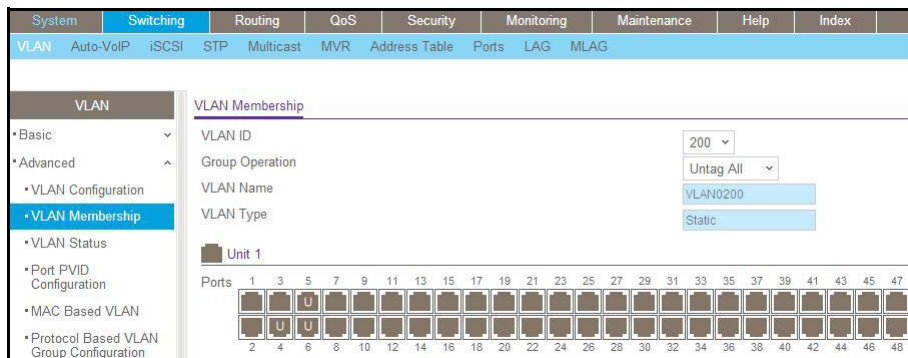 System Switching Routing QoS Security Monitoring Maintenance Help Index
VLAN Auto-VoIP iSCSI STP Multicast MVR Address Table Ports LAG MLAG
VLAN
Basic
Advanced
VLAN Configuration
VLAN Membership
VLAN Status
Port PVID
Configuration
MAC Based VLAN
Protocol Based VLAN
Group Configuration
VLAN Membership
VLAN ID 200
Group Operation Untag All
VLAN Name VLAN0200
VLAN Type Static
Unit 1
Ports 1 3 5 7 9 11 13 15 17 19 21 23 25 27 29 31 33 35 37 39 41 43 45 47
U
U U
2 4 6 8 10 12 14 16 18 20 22 24 26 28 30 32 34 36 38 40 42 44 46 48